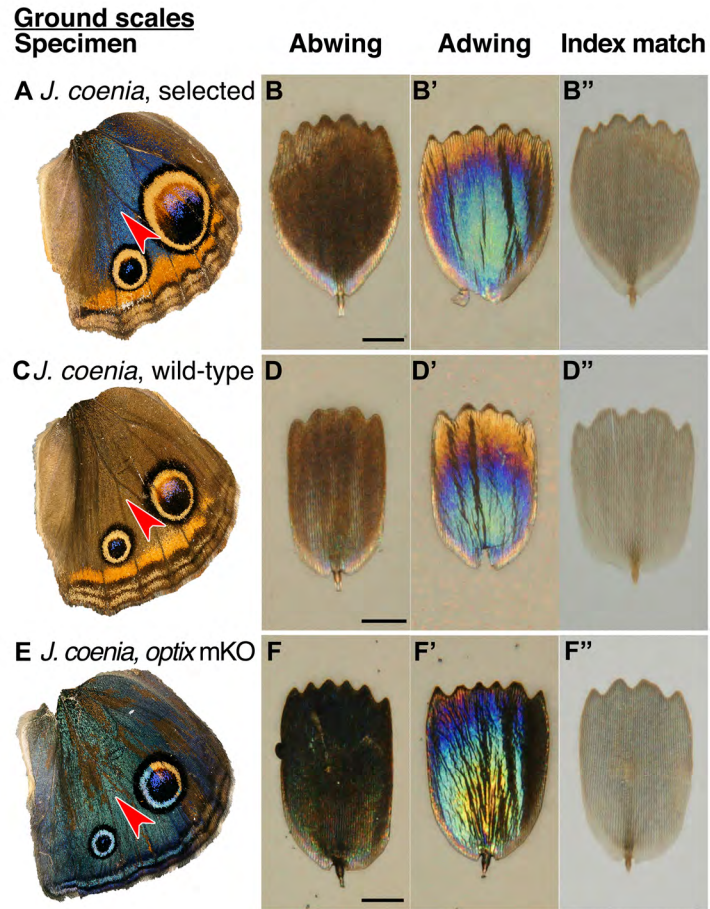 Ground scales
Specimen Abwing Adwing Index match
A J. coenia, selected B B’ B”
C J. coenia, wild-type D D’ D”
E J. coenia, optix mKO F F’ F”